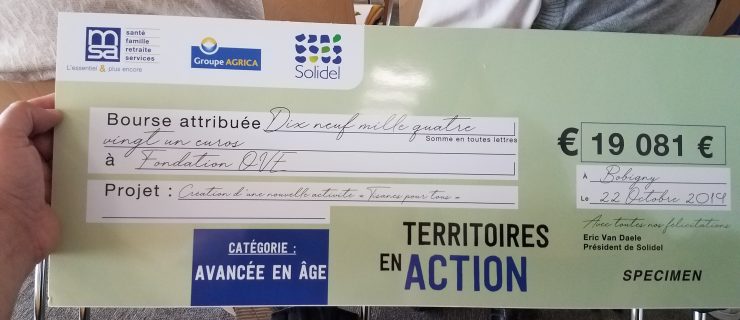 msa
santé
famille
retraite
services
L'essentiel & plus encore
Groupe AGRICA
Solidel
Bourse attribuée Dix neuf mille quatre
Somme en toutes lettres
vingt un euros
à Fondation OVE
Projet : Création d'une nouvelle activité « Tisanes pour tous »
€ 19 081 €
À Bobigny
Le 22 Octobre 2019
Avec toutes nos félicitations
Eric Van Daele
Président de Solidel
SPECIMEN
CATÉGORIE :
AVANCÉE EN ÂGE
TERRITOIRES
EN ACTION